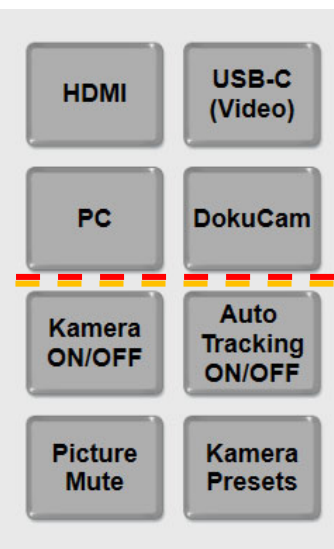 HDMI
USB-C
(Video)
PC
DokuCam
Kamera
ON/OFF
Auto
Tracking
ON/OFF
Picture
Mute
Kamera
Presets